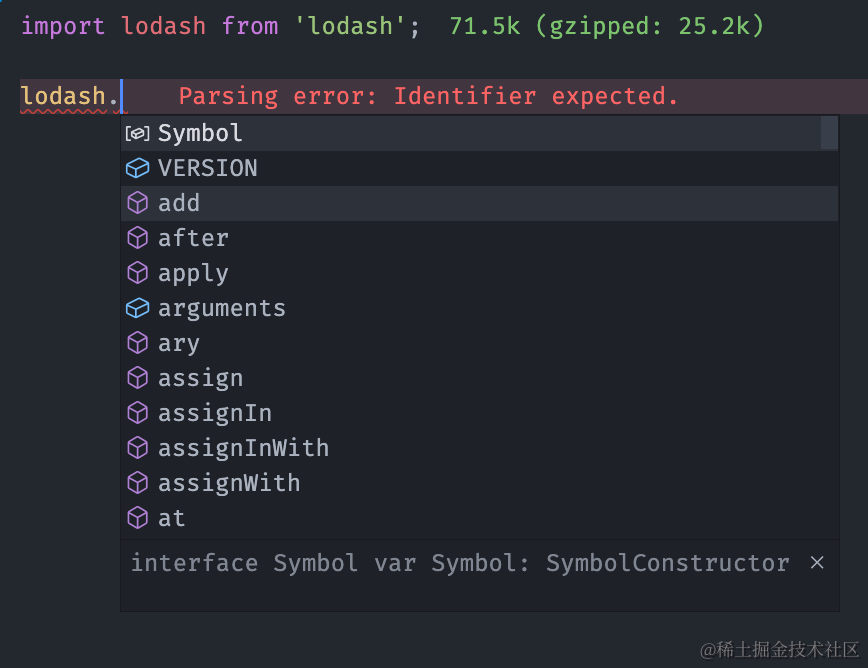 import lodash from 'lodash'; 71.5k (gzipped: 25.2k)
lodash. Parsing error: Identifier expected.
Symbol
VERSION
add
after
apply
arguments
ary
assign
assignIn
assignInWith
assignWith
at
interface Symbol var Symbol: SymbolConstructor
@稀土掘金技术社区